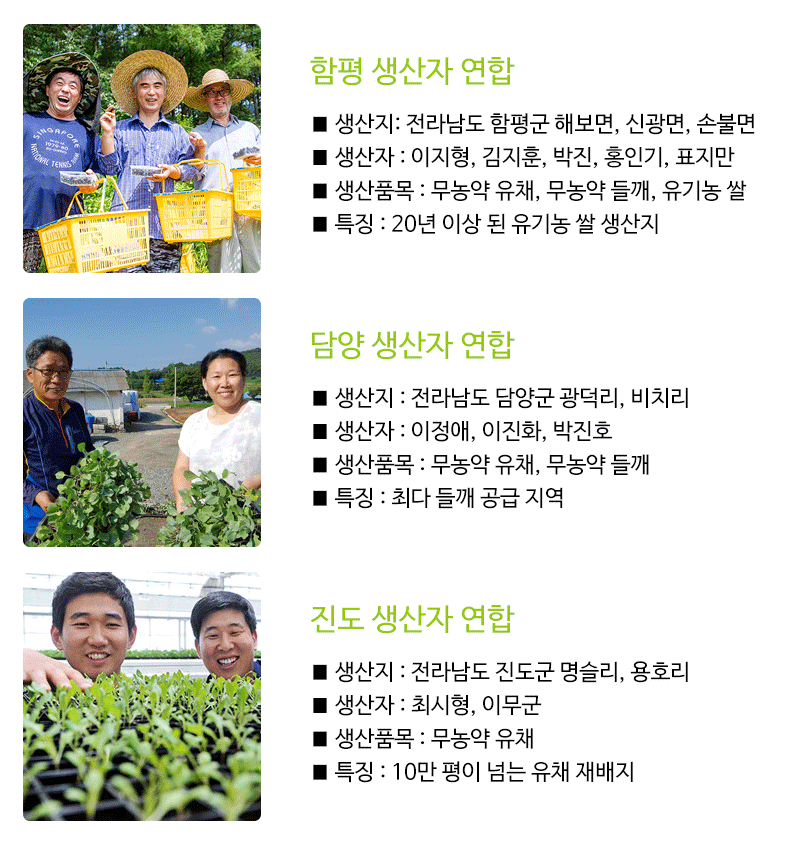 SINGAPORE
NATIONAL TENNIS
함평 생산자 연합
■ 생산지: 전라남도 함평군 해보면, 신광면, 손불면
■ 생산자 : 이지형, 김지훈, 박진, 홍인기, 표지만
■ 생산품목 : 무농약 유채, 무농약 들깨, 유기농 쌀
■ 특징 : 20년 이상 된 유기농 쌀 생산지
담양 생산자 연합
■ 생산지 : 전라남도 담양군 광덕리, 비치리
■ 생산자 : 이정애, 이진화, 박진호
■ 생산품목 : 무농약 유채, 무농약 들깨
■ 특징 : 최다 들깨 공급 지역
진도 생산자 연합
■ 생산지 : 전라남도 진도군 명슬리, 용호리
■ 생산자 : 최시형, 이무군
■ 생산품목 : 무농약 유채
■ 특징 : 10만 평이 넘는 유채 재배지